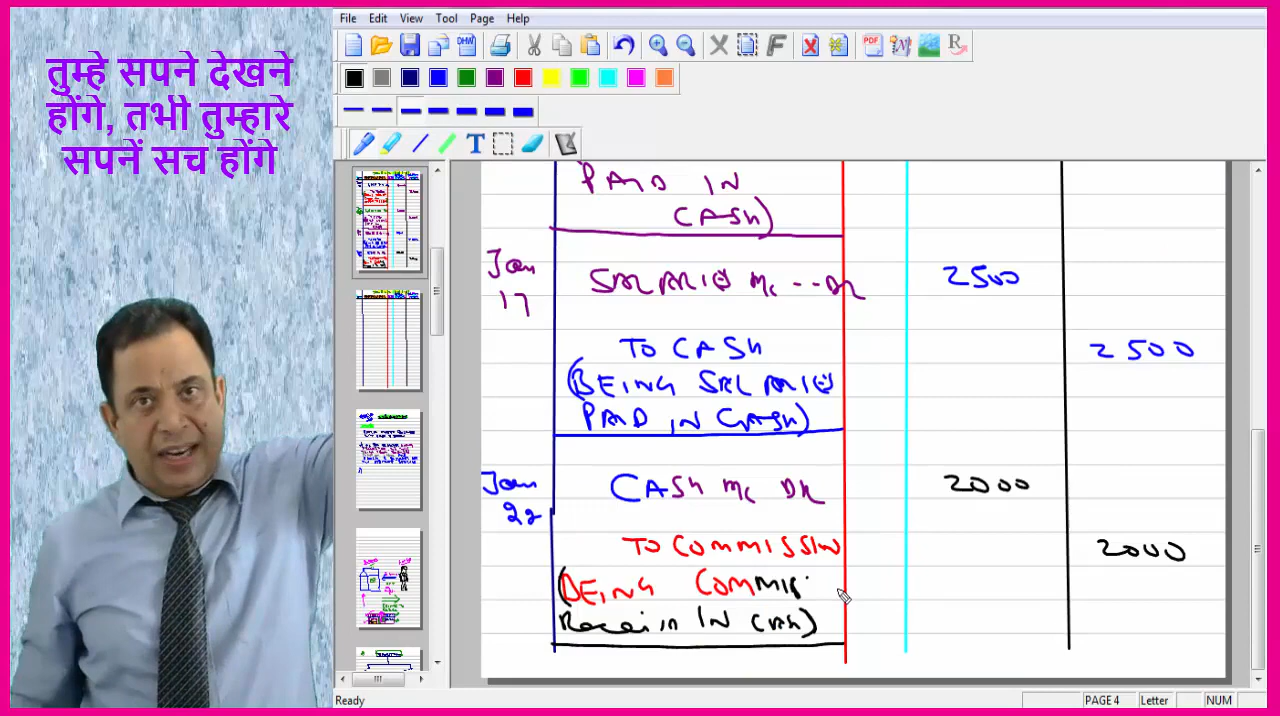 तुम्हे सपने देखने
होंगे, तभी तुम्हारे
सपनें सच होंगे
File Edit View Tool Page Help
PAID IN
CASH)
Jan
17
SALARIES A/c --- DR
2500
TO CASH
2500
(BEING SALARIES
PAID IN CASH)
Jan
22
CASH A/c DR
2000
TO COMMISSION
2000
(BEING COMMIS
IN CASH)
Ready
PAGE 4 Letter NUM